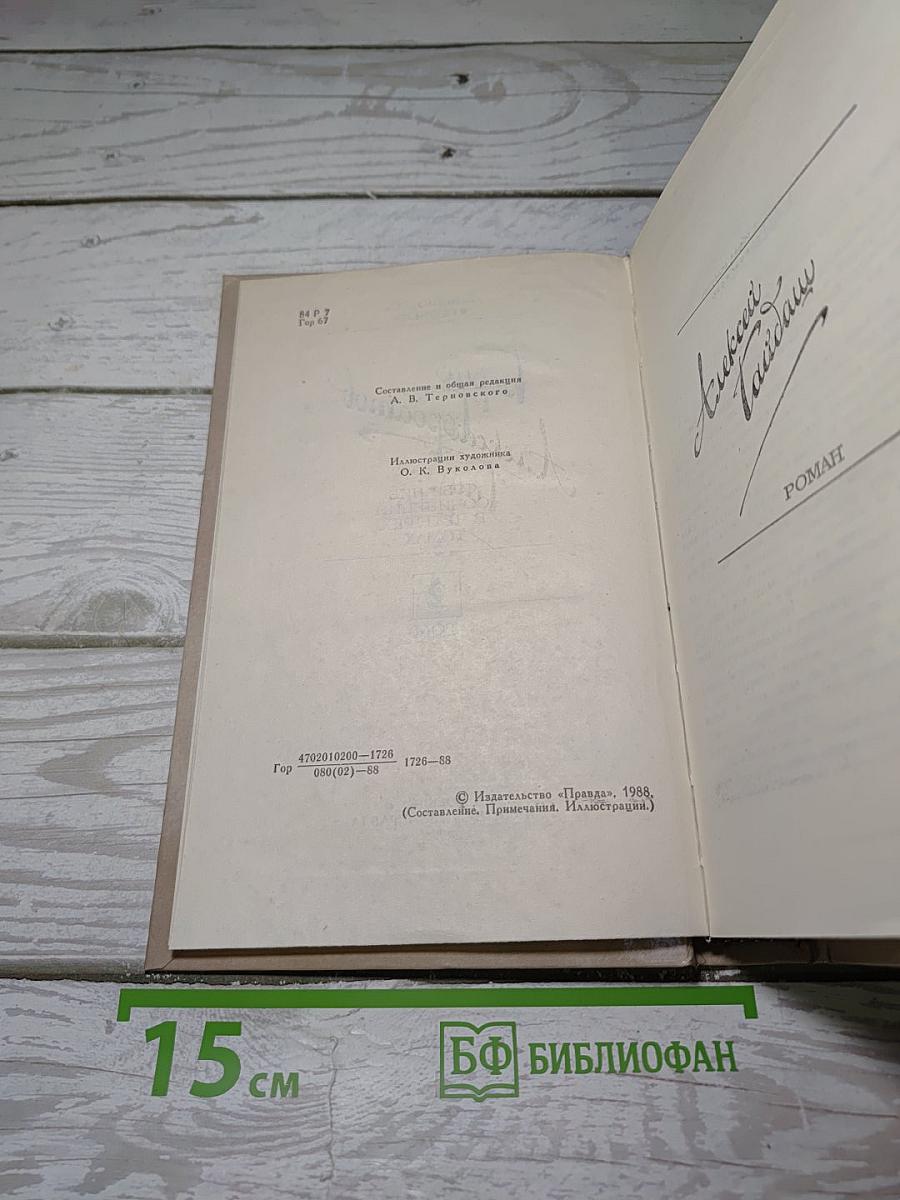 84 Р 7
Гор 67
Составление и общая редакция
А. В. Терновского
Иллюстрации художника
О. К. Вуколова
Гор 4702010200—1726 1726—88
080(02)—88
© Издательство «Правда», 1988.
(Составление. Примечания. Иллюстрации.)
Алексей
Гайдаш
РОМАН
15 см
БФ БИБЛИОФАН